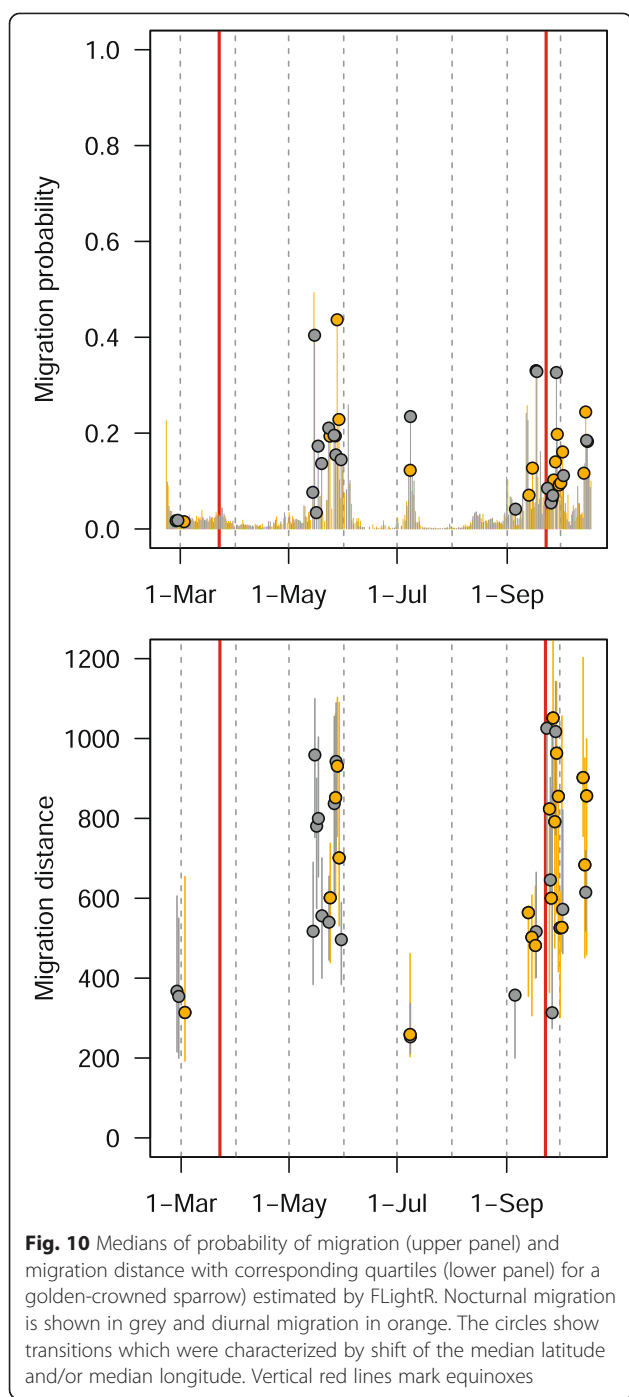 1.0
0.8
0.6
0.4
0.2
0.0
Migration probability
1–Mar 1–May 1–Jul 1–Sep
1200
1000
800
600
400
200
0
Migration distance
1–Mar 1–May 1–Jul 1–Sep
Fig. 10 Medians of probability of migration (upper panel) and
migration distance with corresponding quartiles (lower panel) for a
golden-crowned sparrow) estimated by FLightR. Nocturnal migration
is shown in grey and diurnal migration in orange. The circles show
transitions which were characterized by shift of the median latitude
and/or median longitude. Vertical red lines mark equinoxes